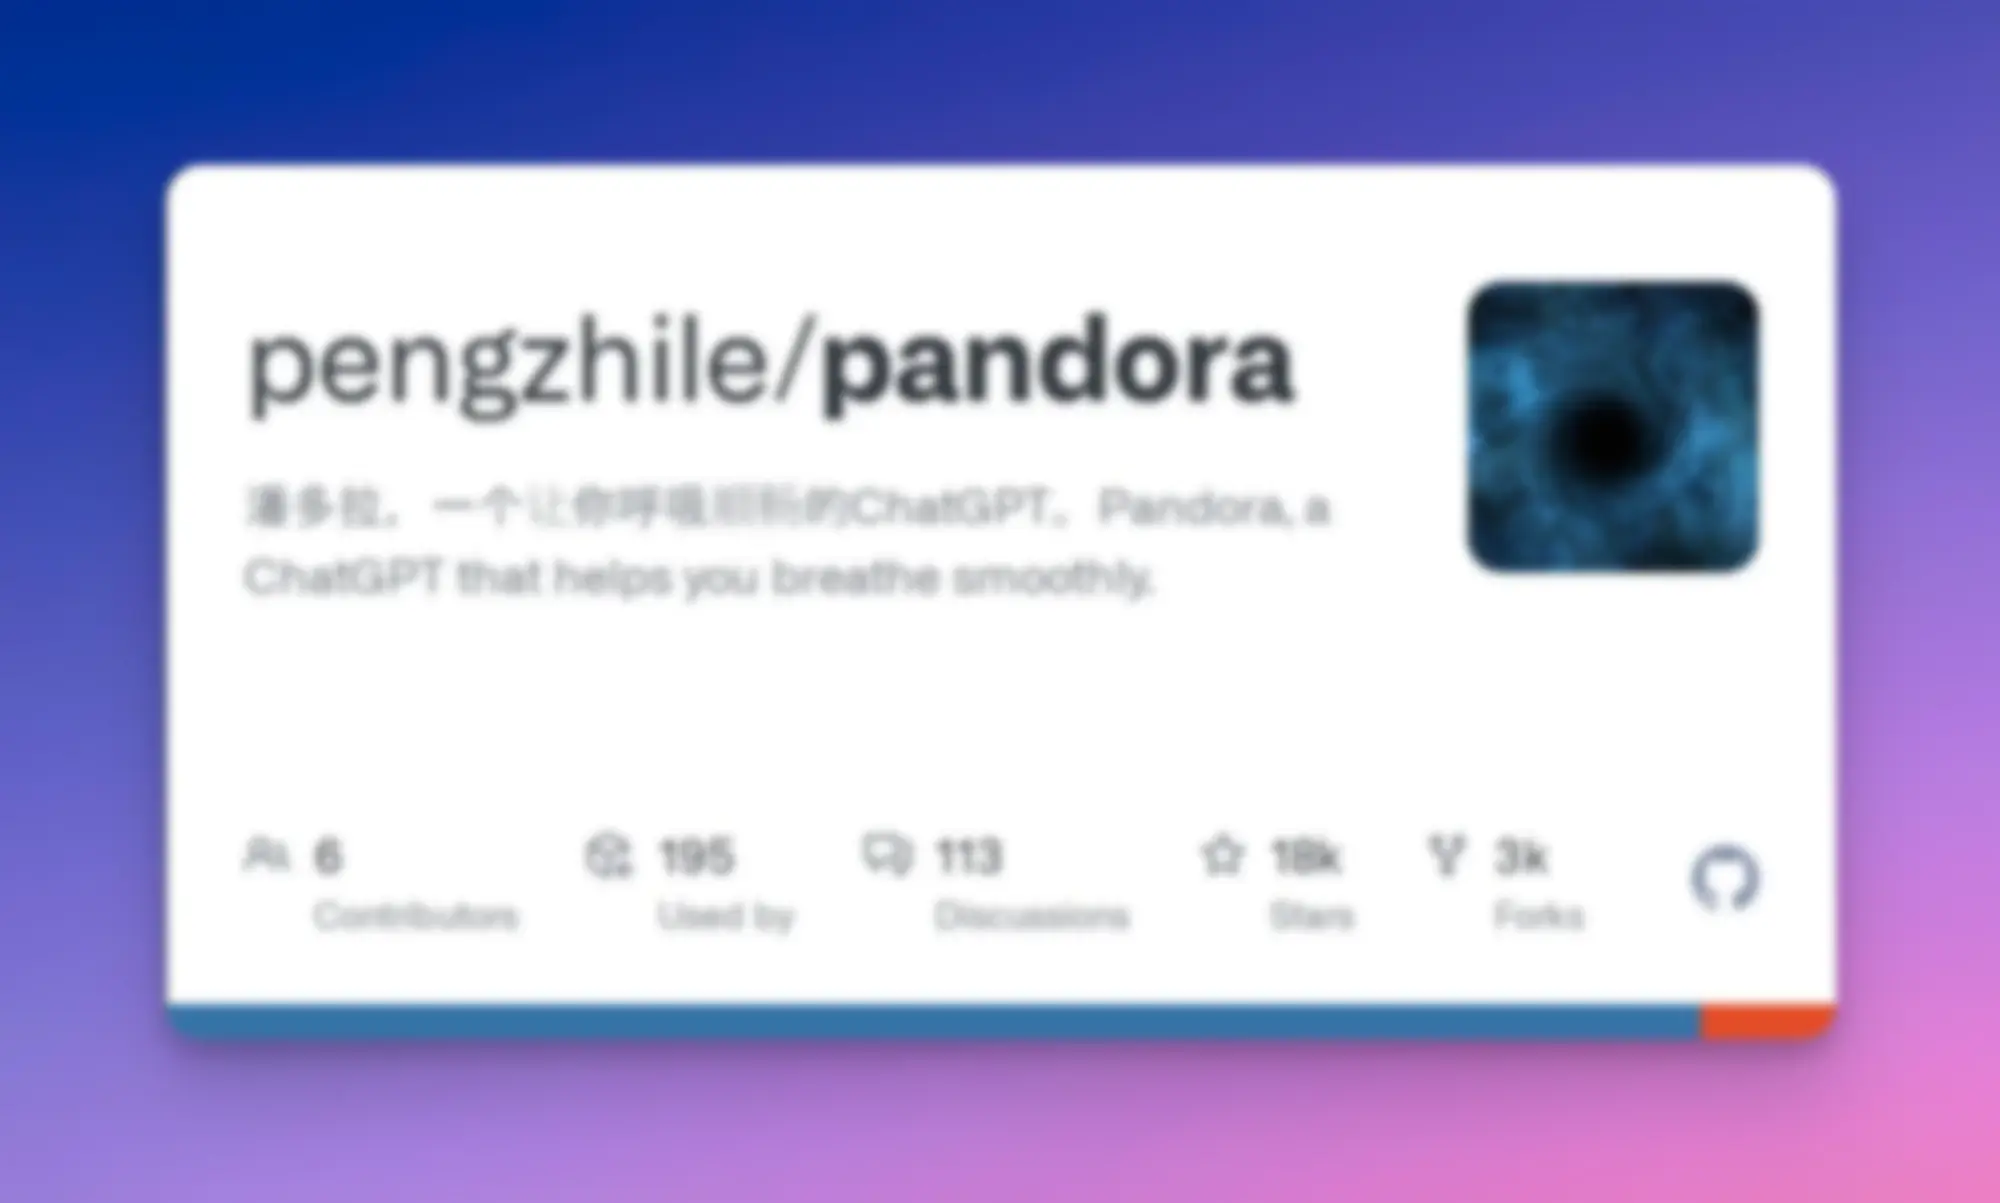 pengzhile/pandora
潘多拉，一个让你呼吸顺畅的ChatGPT。Pandora, a
ChatGPT that helps you breathe smoothly.
6 195 113 18k 3k
Contributors Used by Discussions Stars Forks